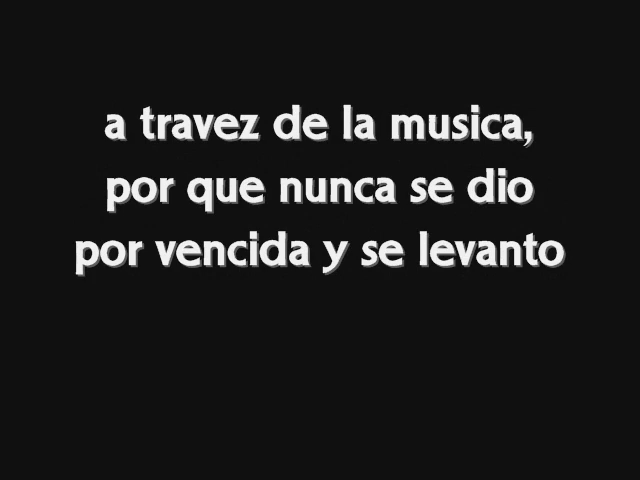 a travez de la musica,
por que nunca se dio
por vencida y se levanto